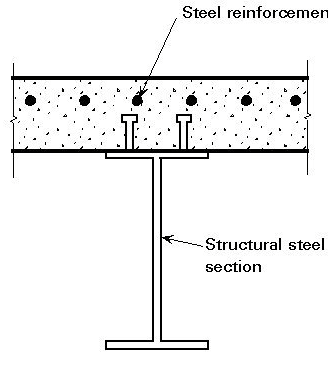 Steel reinforcemen
Structural steel
section